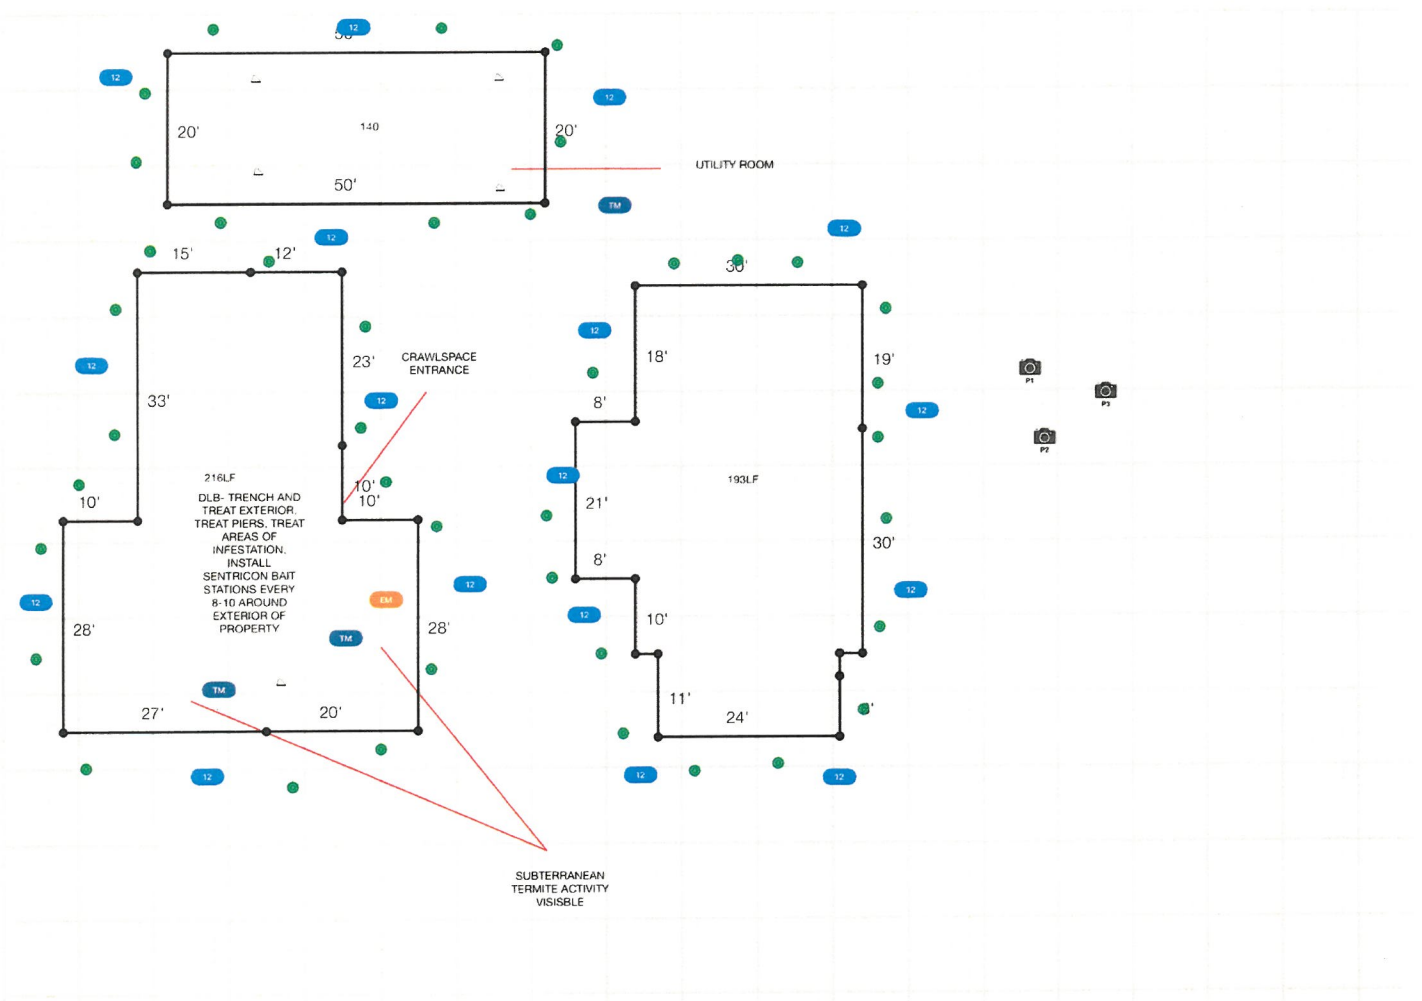 12
12
12
20'
140
20'
50'
UTILITY ROOM
TM
12
12
15'
12'
30'
12
12
33'
23'
CRAWLSPACE
ENTRANCE
12
18'
19'
P1
P3
P2
8'
12
12
216LF
193LF
10'
10'
10'
21'
DLB- TRENCH AND
TREAT EXTERIOR.
TREAT PIERS. TREAT
AREAS OF
INFESTATION.
INSTALL
SENTRICON BAIT
STATIONS EVERY
8-10 AROUND
EXTERIOR OF
PROPERTY
30'
8'
12
12
12
12
28'
TM
28'
10'
TM
27'
20'
11'
24'
12
12
12
SUBTERRANEAN
TERMITE ACTIVITY
VISISBLE